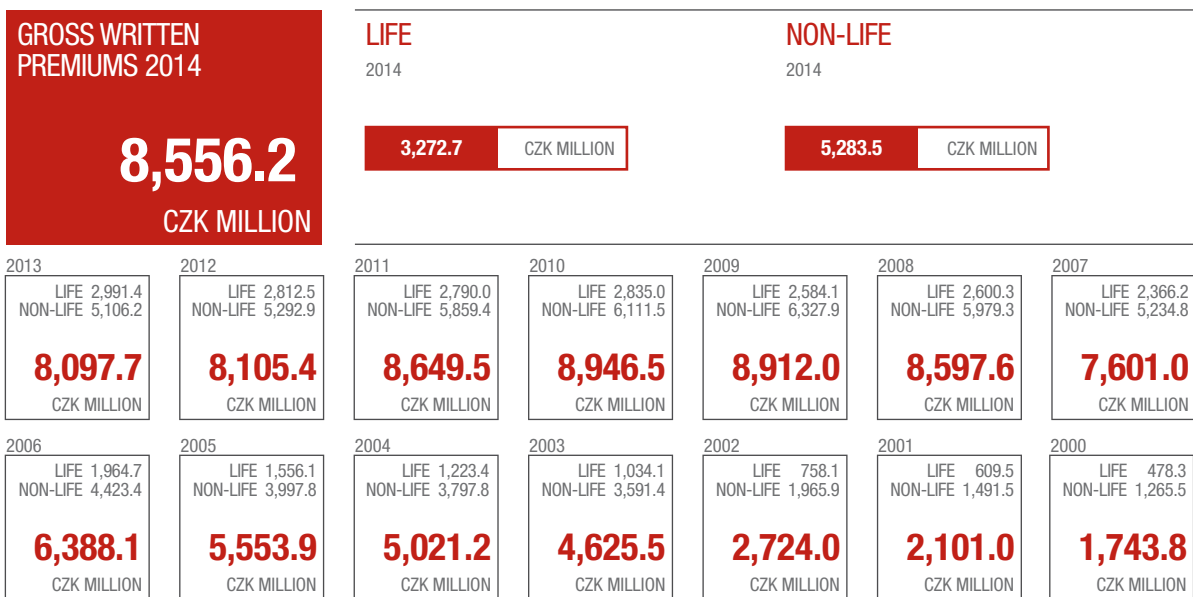 GROSS WRITTEN
PREMIUMS 2014
8,556.2
CZK MILLION
LIFE
2014
3,272.7 CZK MILLION
NON-LIFE
2014
5,283.5 CZK MILLION
2013
LIFE 2,991.4
NON-LIFE 5,106.2
8,097.7
CZK MILLION
2012
LIFE 2,812.5
NON-LIFE 5,292.9
8,105.4
CZK MILLION
2011
LIFE 2,790.0
NON-LIFE 5,859.4
8,649.5
CZK MILLION
2010
LIFE 2,835.0
NON-LIFE 6,111.5
8,946.5
CZK MILLION
2009
LIFE 2,584.1
NON-LIFE 6,327.9
8,912.0
CZK MILLION
2008
LIFE 2,600.3
NON-LIFE 5,979.3
8,597.6
CZK MILLION
2007
LIFE 2,366.2
NON-LIFE 5,234.8
7,601.0
CZK MILLION
2006
LIFE 1,964.7
NON-LIFE 4,423.4
6,388.1
CZK MILLION
2005
LIFE 1,556.1
NON-LIFE 3,997.8
5,553.9
CZK MILLION
2004
LIFE 1,223.4
NON-LIFE 3,797.8
5,021.2
CZK MILLION
2003
LIFE 1,034.1
NON-LIFE 3,591.4
4,625.5
CZK MILLION
2002
LIFE 758.1
NON-LIFE 1,965.9
2,724.0
CZK MILLION
2001
LIFE 609.5
NON-LIFE 1,491.5
2,101.0
CZK MILLION
2000
LIFE 478.3
NON-LIFE 1,265.5
1,743.8
CZK MILLION